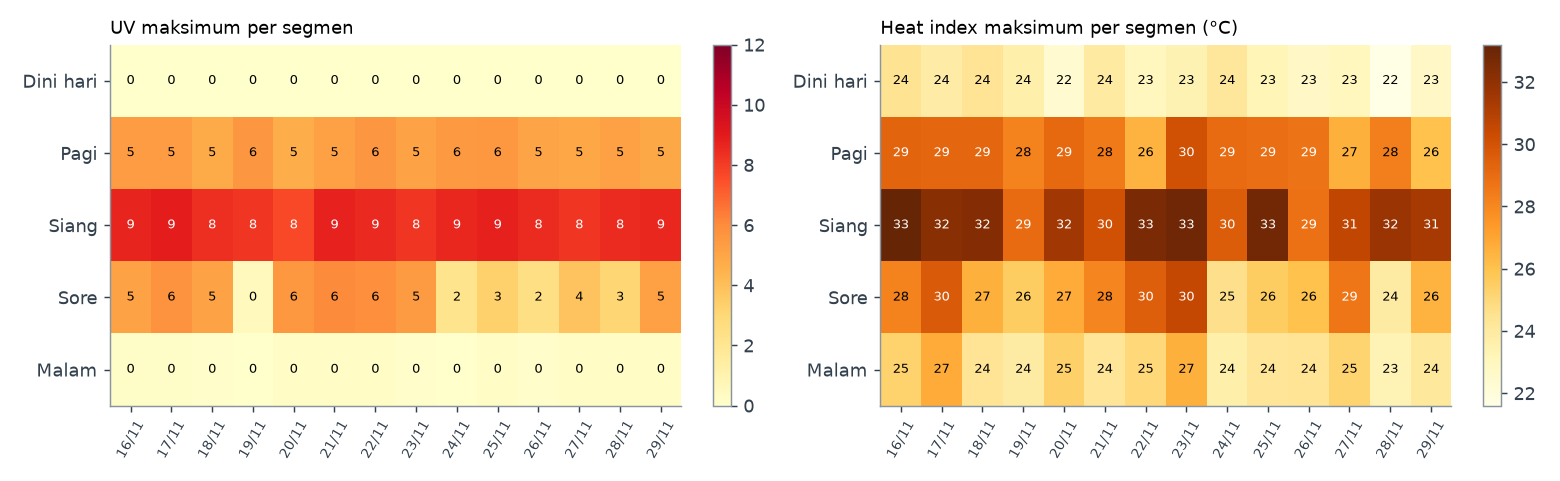 UV maksimum per segmen
Dini hari 0 0 0 0 0 0 0 0 0 0 0 0 0 0
Pagi 5 5 5 6 5 5 6 5 6 6 5 5 5 5
Siang 9 9 8 8 8 9 9 8 9 9 8 8 8 9
Sore 5 6 5 0 6 6 6 5 2 3 2 4 3 5
Malam 0 0 0 0 0 0 0 0 0 0 0 0 0 0
16/11 17/11 18/11 19/11 20/11 21/11 22/11 23/11 24/11 25/11 26/11 27/11 28/11 29/11
12
10
8
6
4
2
0
Heat index maksimum per segmen (°C)
Dini hari 24 24 24 24 22 24 23 23 24 23 23 23 22 23
Pagi 29 29 29 28 29 28 26 30 29 29 29 27 28 26
Siang 33 32 32 29 32 30 33 33 30 33 29 31 32 31
Sore 28 30 27 26 27 28 30 30 25 26 26 29 24 26
Malam 25 27 24 24 25 24 25 27 24 24 24 25 23 24
16/11 17/11 18/11 19/11 20/11 21/11 22/11 23/11 24/11 25/11 26/11 27/11 28/11 29/11
32
30
28
26
24
22